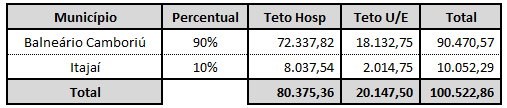 Município Percentual Teto Hosp Teto U/E Total
Balneário Camboriú 90% 72.337,82 18.132,75 90.470,57
Itajaí 10% 8.037,54 2.014,75 10.052,29
Total 80.375,36 20.147,50 100.522,86